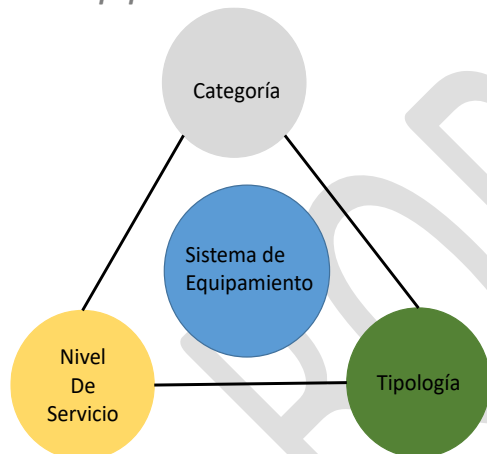 Categoría
Sistema de
Equipamiento
Nivel
De
Servicio
Tipología